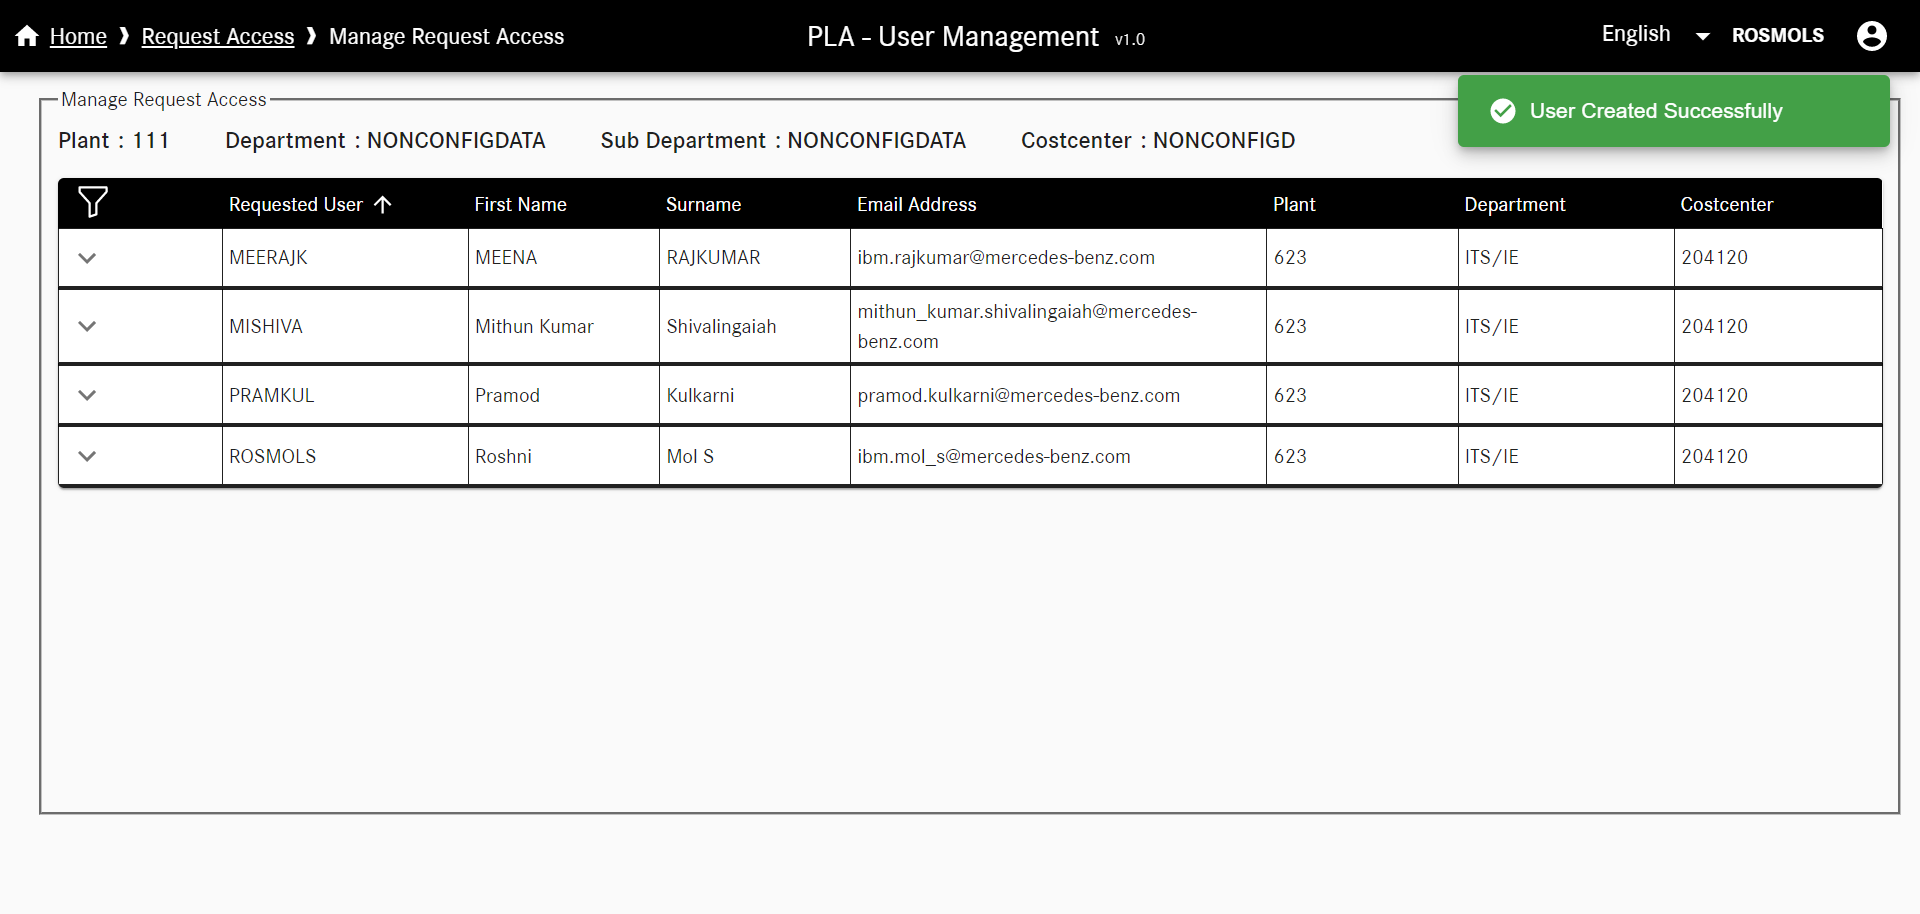 Home ❱ Request Access ❱ Manage Request Access
PLA - User Management v1.0
English
ROSMOLS
User Created Successfully
Manage Request Access
Plant : 111 Department : NONCONFIGDATA Sub Department : NONCONFIGDATA Costcenter : NONCONFIGD
Requested User First Name Surname Email Address Plant Department Costcenter
MEERAJK MEENA RAJKUMAR ibm.rajkumar@mercedes-benz.com 623 ITS/IE 204120
MISHIVA Mithun Kumar Shivalingaiah mithun_kumar.shivalingaiah@mercedes-
benz.com 623 ITS/IE 204120
PRAMKUL Pramod Kulkarni pramod.kulkarni@mercedes-benz.com 623 ITS/IE 204120
ROSMOLS Roshni Mol S ibm.mol_s@mercedes-benz.com 623 ITS/IE 204120